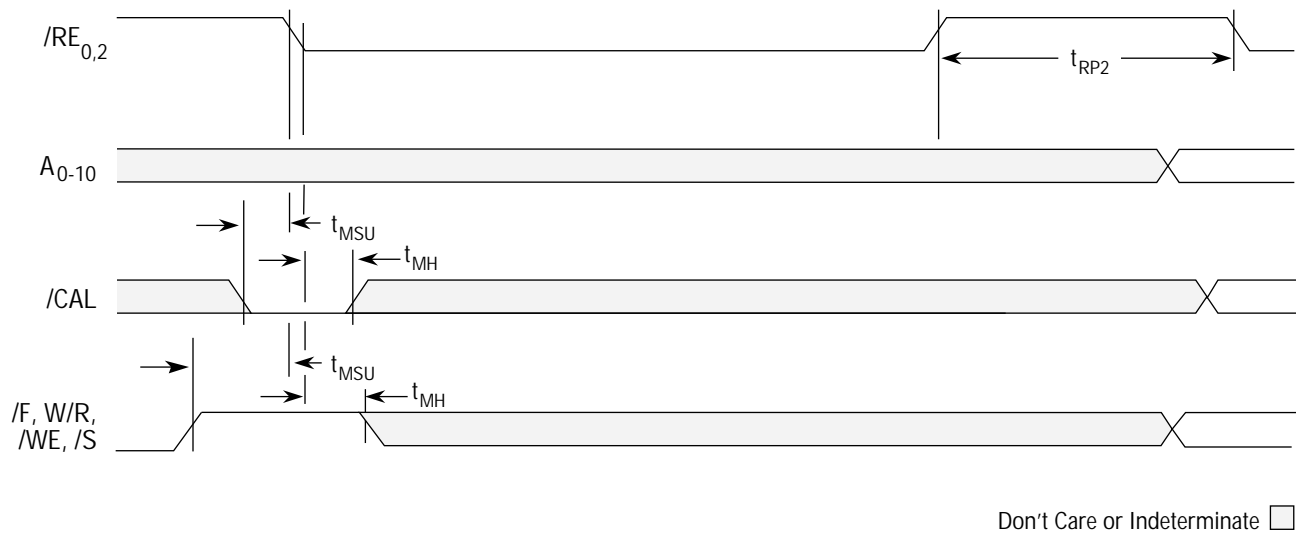 /RE0,2
tRP2
A0-10
tMSU
tMH
/CAL
tMSU
tMH
/F, W/R,
/WE, /S
Don't Care or Indeterminate